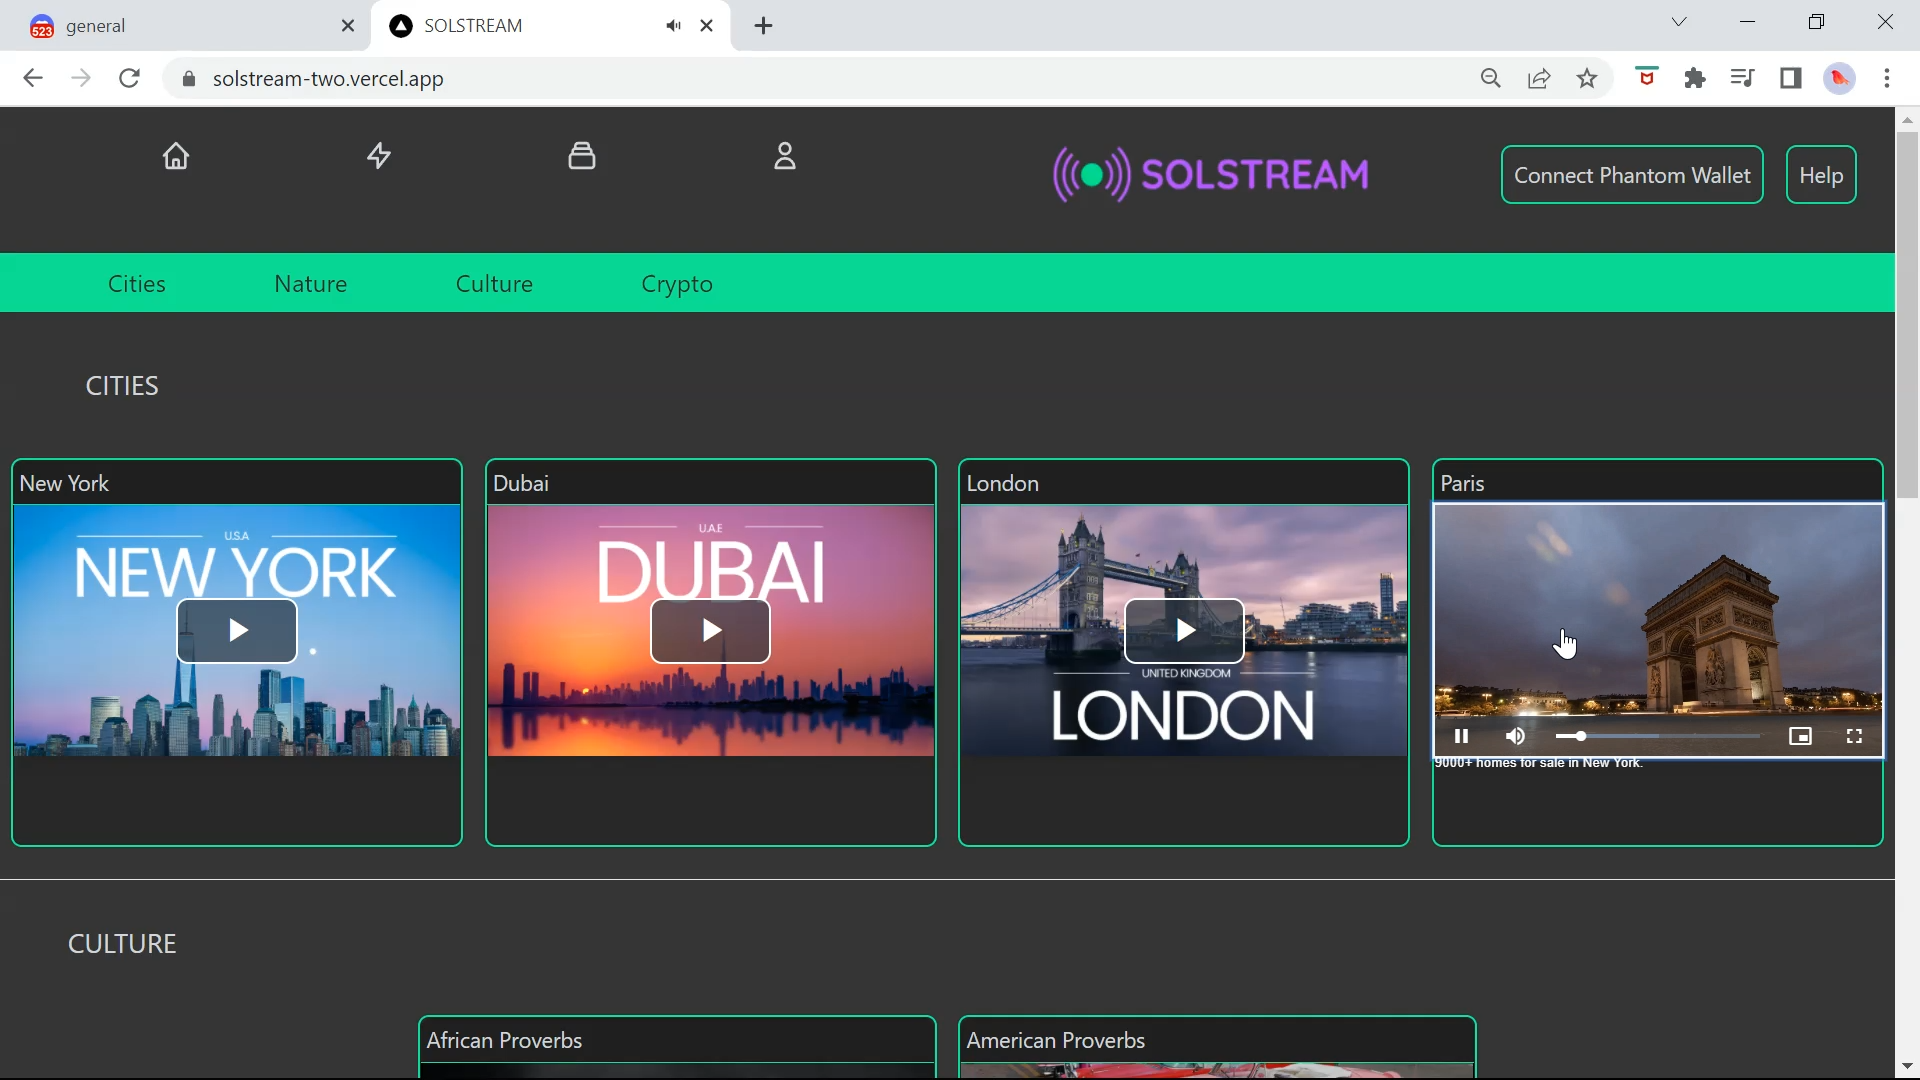 523 general
SOLSTREAM
solstream-two.vercel.app
SOLSTREAM
Connect Phantom Wallet
Help
Cities
Nature
Culture
Crypto
CITIES
New York
Dubai
London
Paris
U.S.A
NEW YORK
U.A.E
DUBAI
UNITED KINGDOM
LONDON
9000+ homes for sale in New York.
CULTURE
African Proverbs
American Proverbs